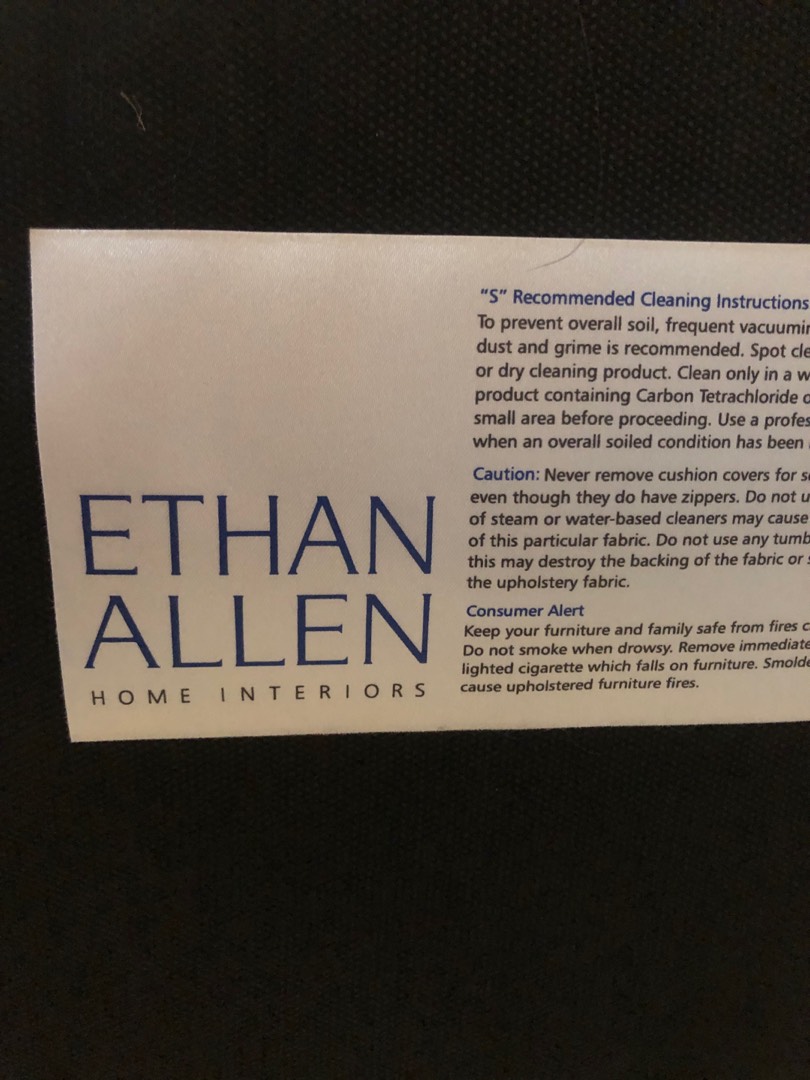 ETHAN
ALLEN
HOME INTERIORS
"S" Recommended Cleaning Instructions
To prevent overall soil, frequent
dust and grime is recommended. Spot
or dry cleaning product. Clean only in a
product containing Carbon Tetrachloride
small area before proceeding. Use a
when an overall soiled condition has been
Caution: Never remove cushion covers for
even though they do have zippers. Do not
of steam or water-based cleaners may cause
of this particular fabric. Do not use any
this may destroy the backing of the fabric or
the upholstery fabric.
Consumer Alert
Keep your furniture and family safe from fires
Do not smoke when drowsy. Remove
lighted cigarette which falls on furniture.
cause upholstered furniture fires.